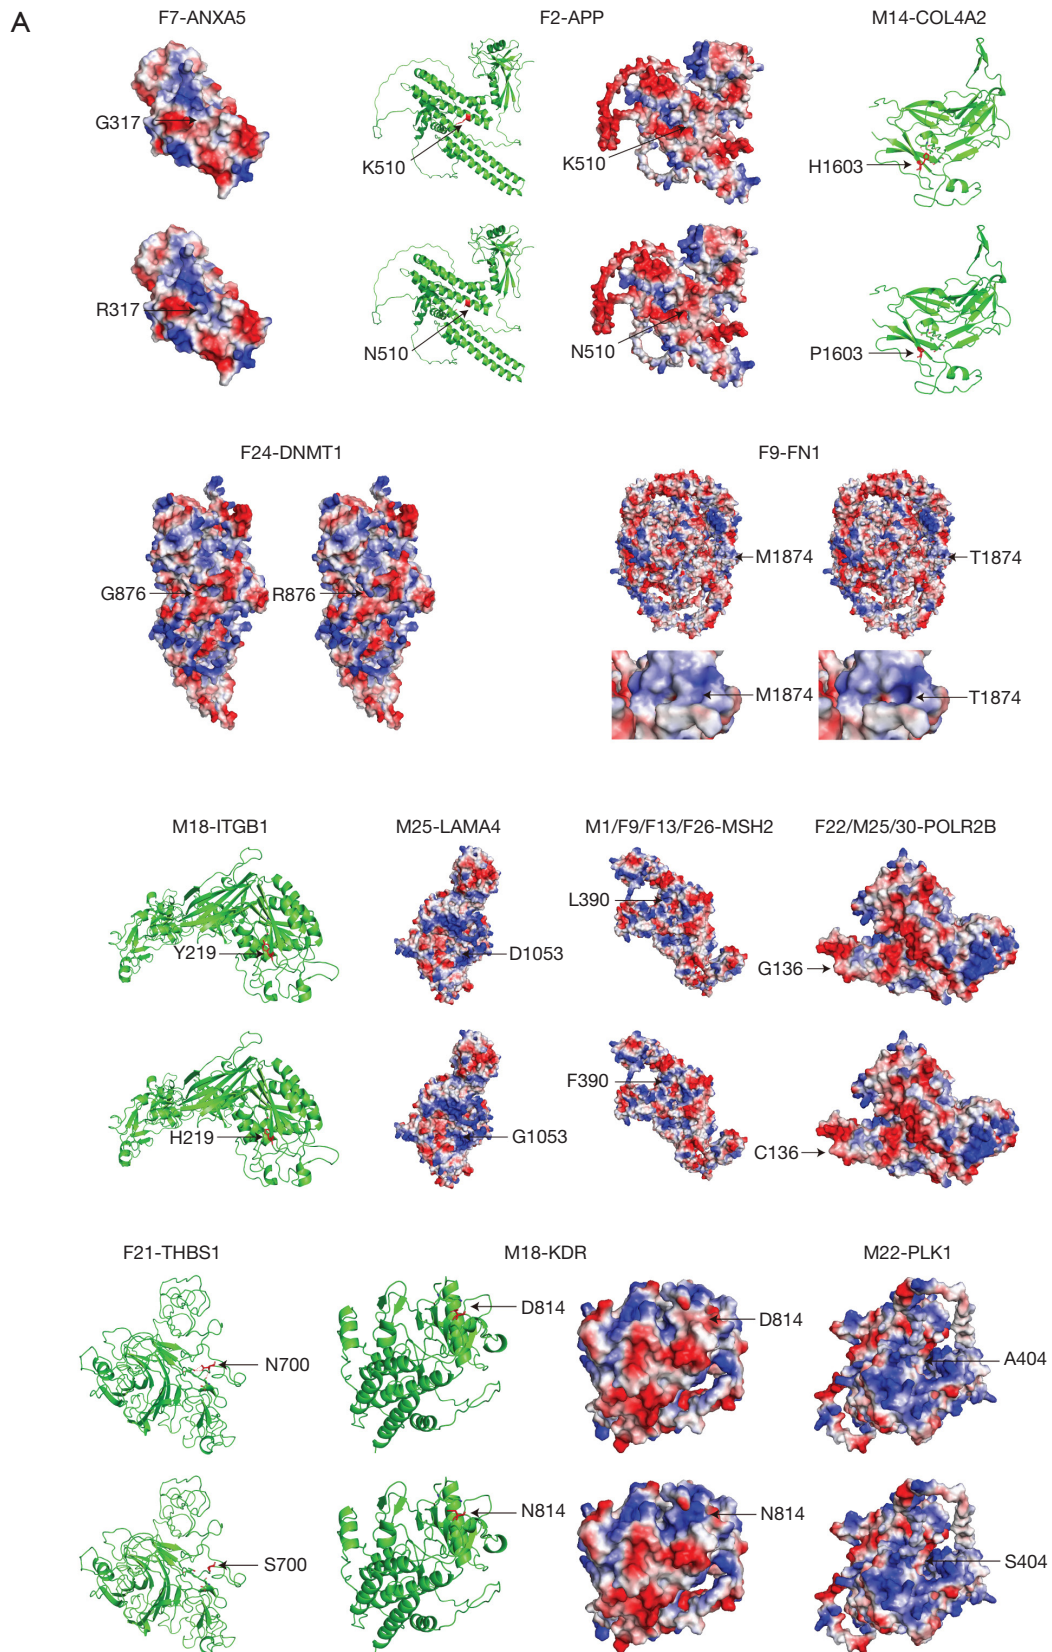 A
F7-ANXA5
F2-APP
M14-COL4A2
G317
K510
K510
H1603
R317
N510
N510
P1603
F24-DNMT1
F9-FN1
G876
R876
M1874
T1874
M1874
T1874
M18-ITGB1
M25-LAMA4
M1/F9/F13/F26-MSH2
F22/M25/30-POLR2B
Y219
D1053
L390
G136
H219
G1053
F390
C136
F21-THBS1
M18-KDR
M22-PLK1
N700
D814
D814
A404
S700
N814
N814
S404